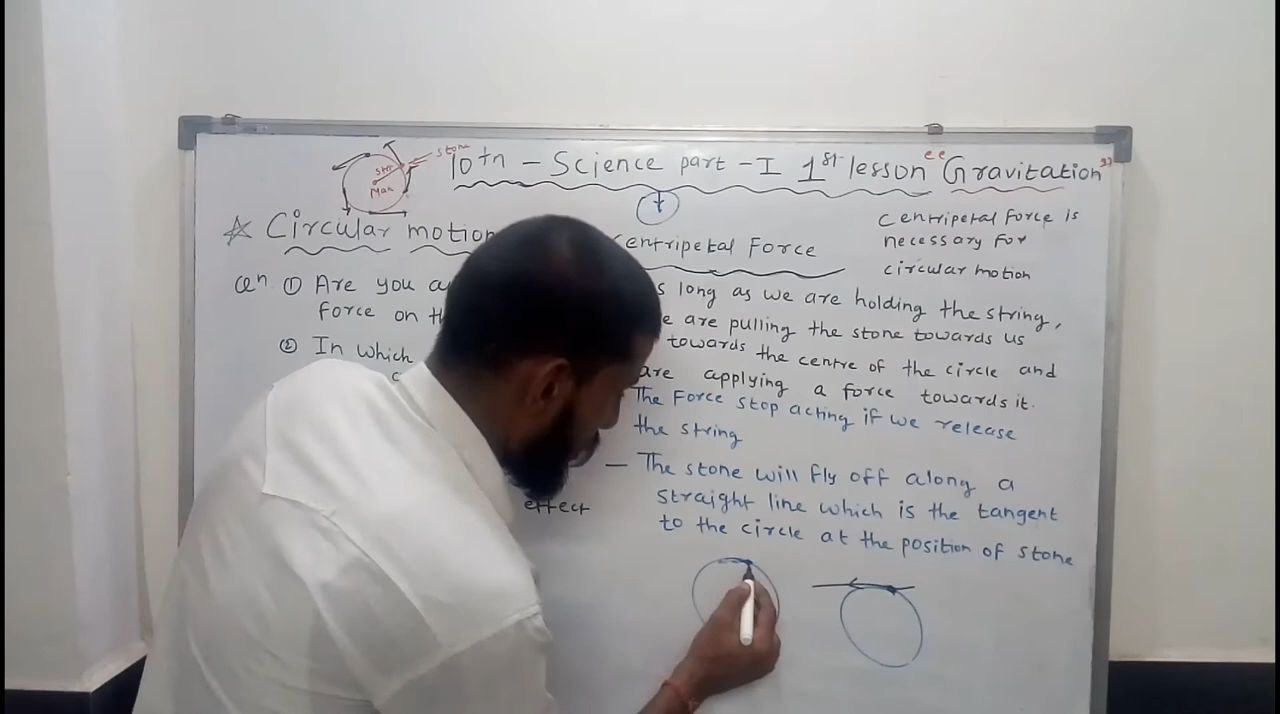 stone
str
Man
10th - Science part - I 1st lesson "Gravitation"
☆ Circular motion entripetal Force
centripetal force is
necessary for
circular motion
Qn ① Are you a s long as we are holding the string,
force on th e are pulling the stone towards us
② In which towards the centre of the circle and
are applying a force towards it.
The Force stop acting if we release
the string
— The stone will fly off along a
effect straight line which is the tangent
to the circle at the position of stone